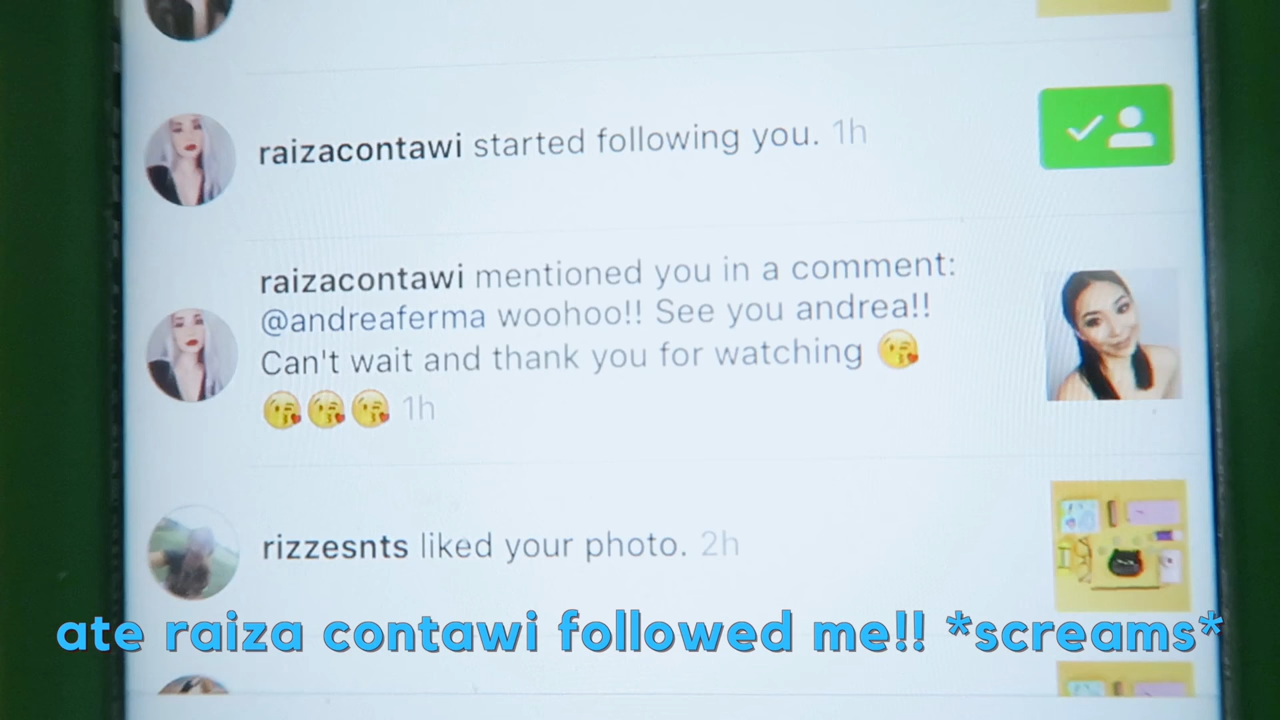 raizacontawi started following you. 1h
raizacontawi mentioned you in a comment:
@andreaferma woohoo!! See you andrea!!
Can't wait and thank you for watching 😘
😘😘😘 1h
rizzesnts liked your photo. 2h
ate raiza contawi followed me!! *screams*